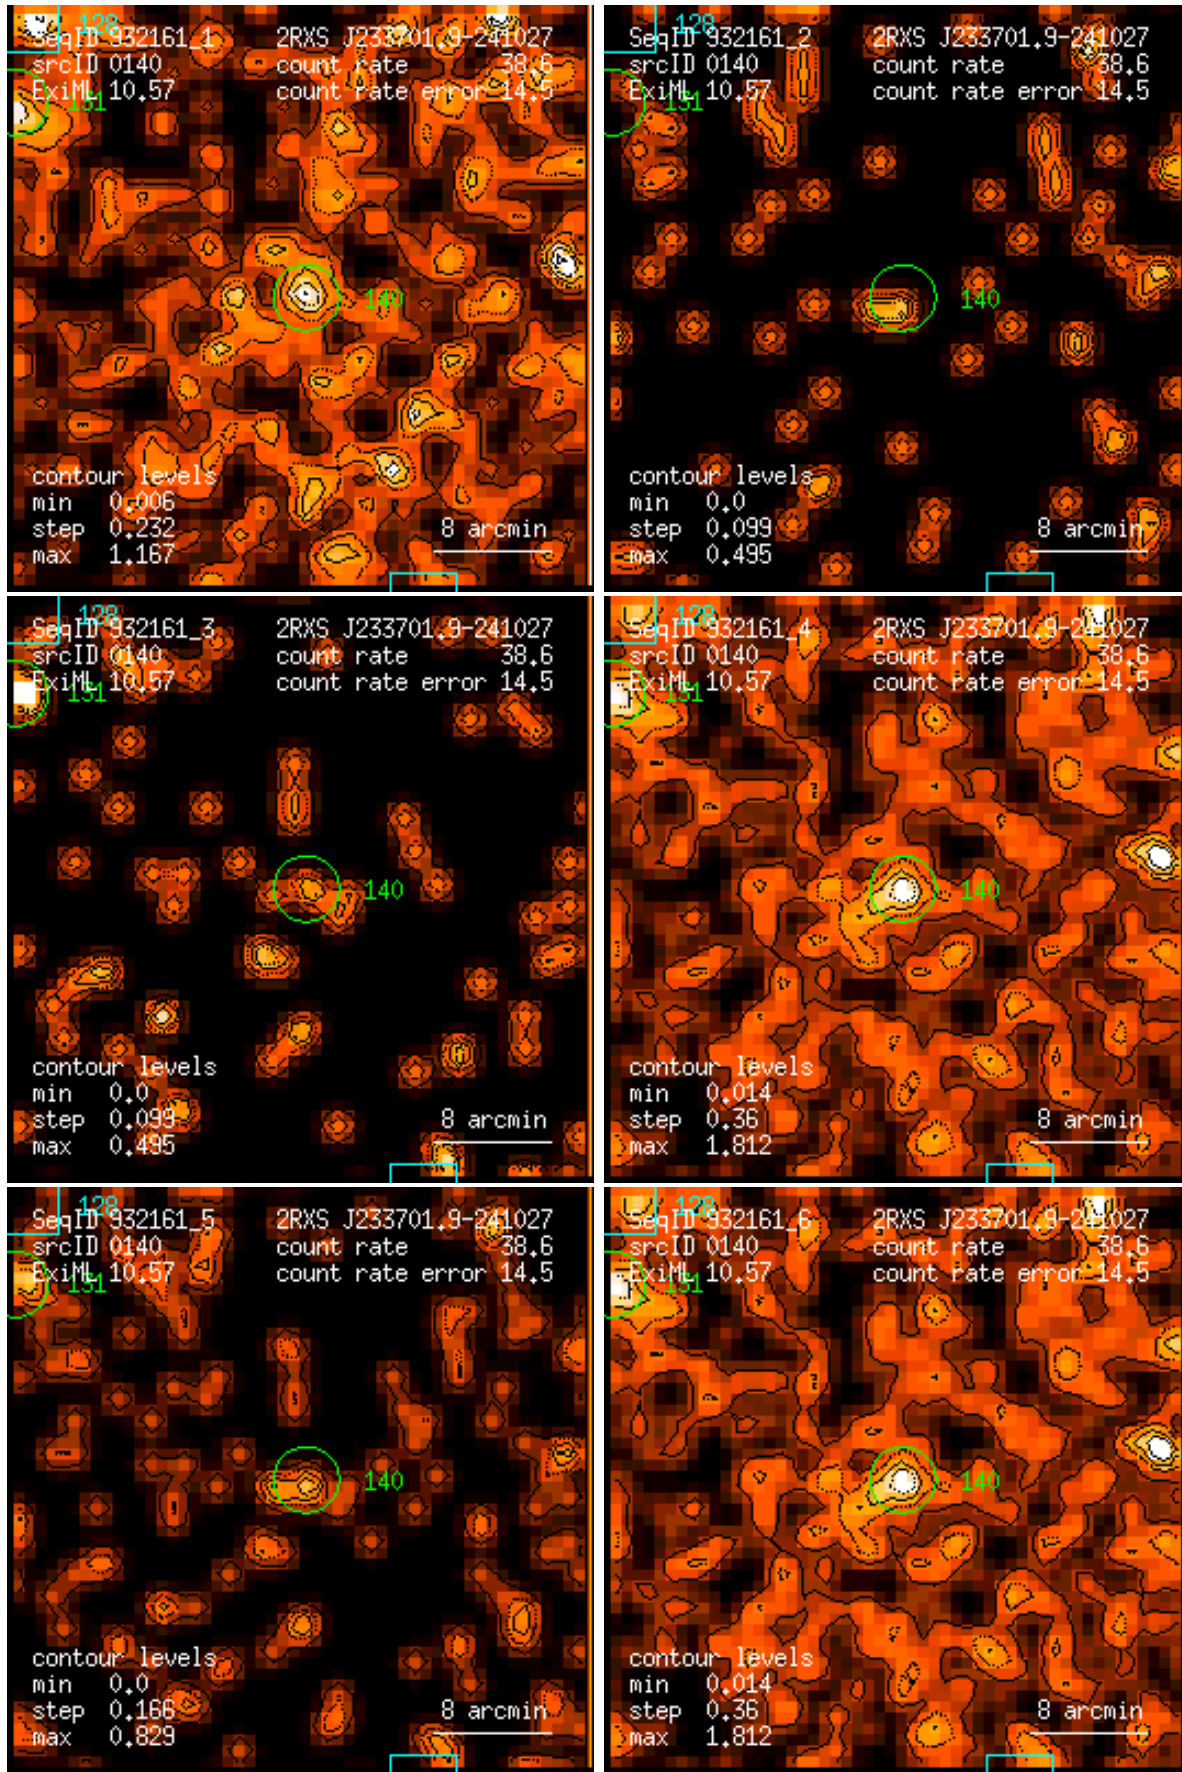 128
SeqID 932161_1 2RXS J233701.9-241027
srcID 0140 count rate 38.6
ExiML 10.57 count rate error 14.5
131
140
contour levels
min 0.006
step 0.232
max 1.167
8 arcmin
128
SeqID 932161_2 2RXS J233701.9-241027
srcID 0140 count rate 38.6
ExiML 10.57 count rate error 14.5
131
140
contour levels
min 0.0
step 0.099
max 0.495
8 arcmin
128
SeqID 932161_3 2RXS J233701.9-241027
srcID 0140 count rate 38.6
ExiML 10.57 count rate error 14.5
131
140
contour levels
min 0.0
step 0.099
max 0.495
8 arcmin
128
SeqID 932161_4 2RXS J233701.9-241027
srcID 0140 count rate 38.6
ExiML 10.57 count rate error 14.5
131
140
contour levels
min 0.014
step 0.36
max 1.812
8 arcmin
128
SeqID 932161_5 2RXS J233701.9-241027
srcID 0140 count rate 38.6
ExiML 10.57 count rate error 14.5
131
140
contour levels
min 0.0
step 0.166
max 0.829
8 arcmin
128
SeqID 932161_6 2RXS J233701.9-241027
srcID 0140 count rate 38.6
ExiML 10.57 count rate error 14.5
131
140
contour levels
min 0.014
step 0.36
max 1.812
8 arcmin